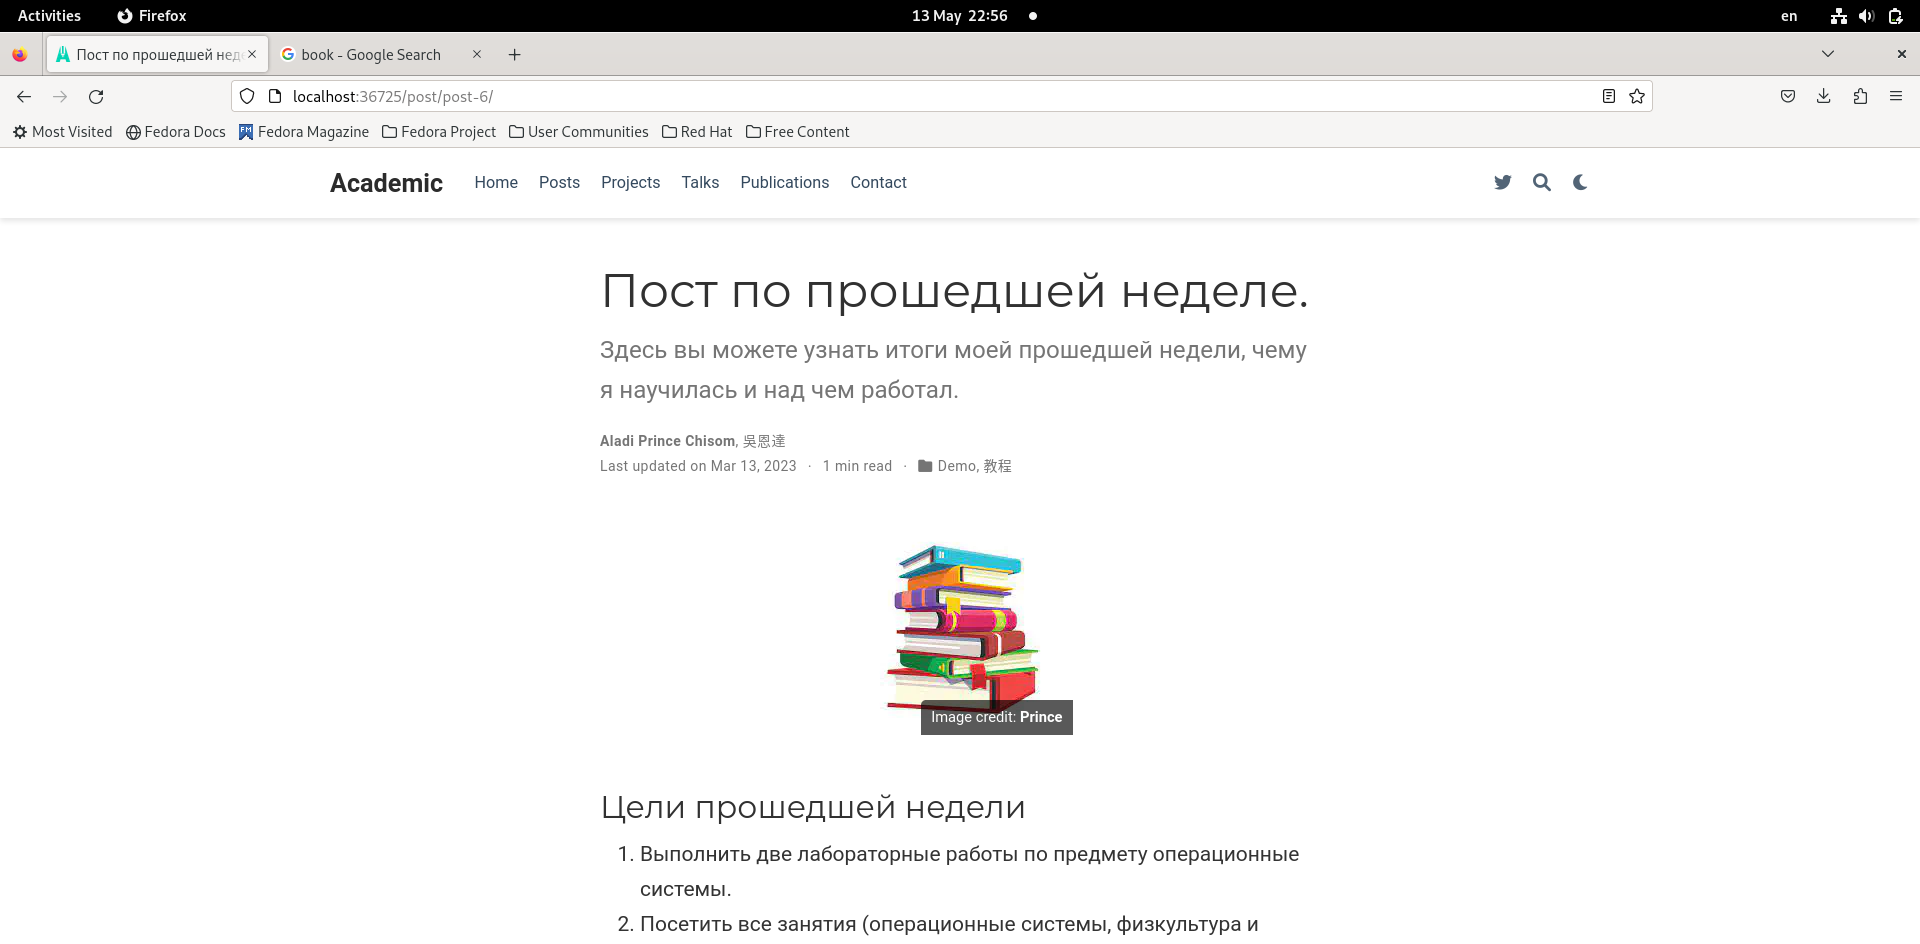 Activities Firefox 13 May 22:56 en
Пост по прошедшей нед book - Google Search
localhost:36725/post/post-6/
Most Visited Fedora Docs Fedora Magazine Fedora Project User Communities Red Hat Free Content
Academic Home Posts Projects Talks Publications Contact
Пост по прошедшей неделе.
Здесь вы можете узнать итоги моей прошедшей недели, чему
я научилась и над чем работал.
Aladi Prince Chisom, 吳恩達
Last updated on Mar 13, 2023 · 1 min read · Demo, 教程
Image credit: Prince
Цели прошедшей недели
1. Выполнить две лабораторные работы по предмету операционные
системы.
2. Посетить все занятия (операционные системы, физкультура и